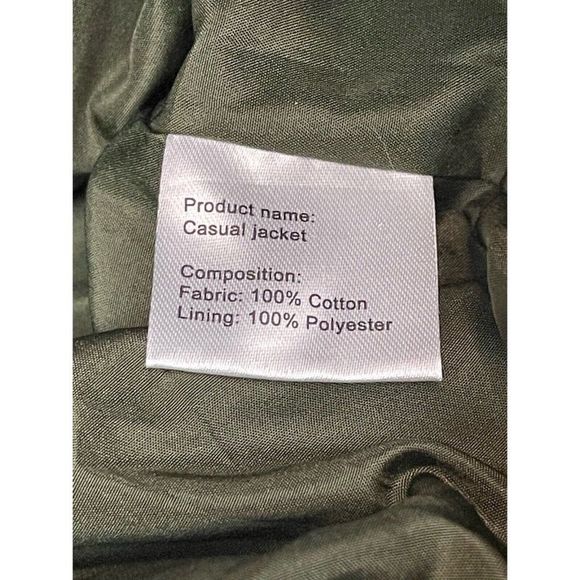 Product name:
Casual jacket
Composition:
Fabric: 100% Cotton
Lining: 100% Polyester